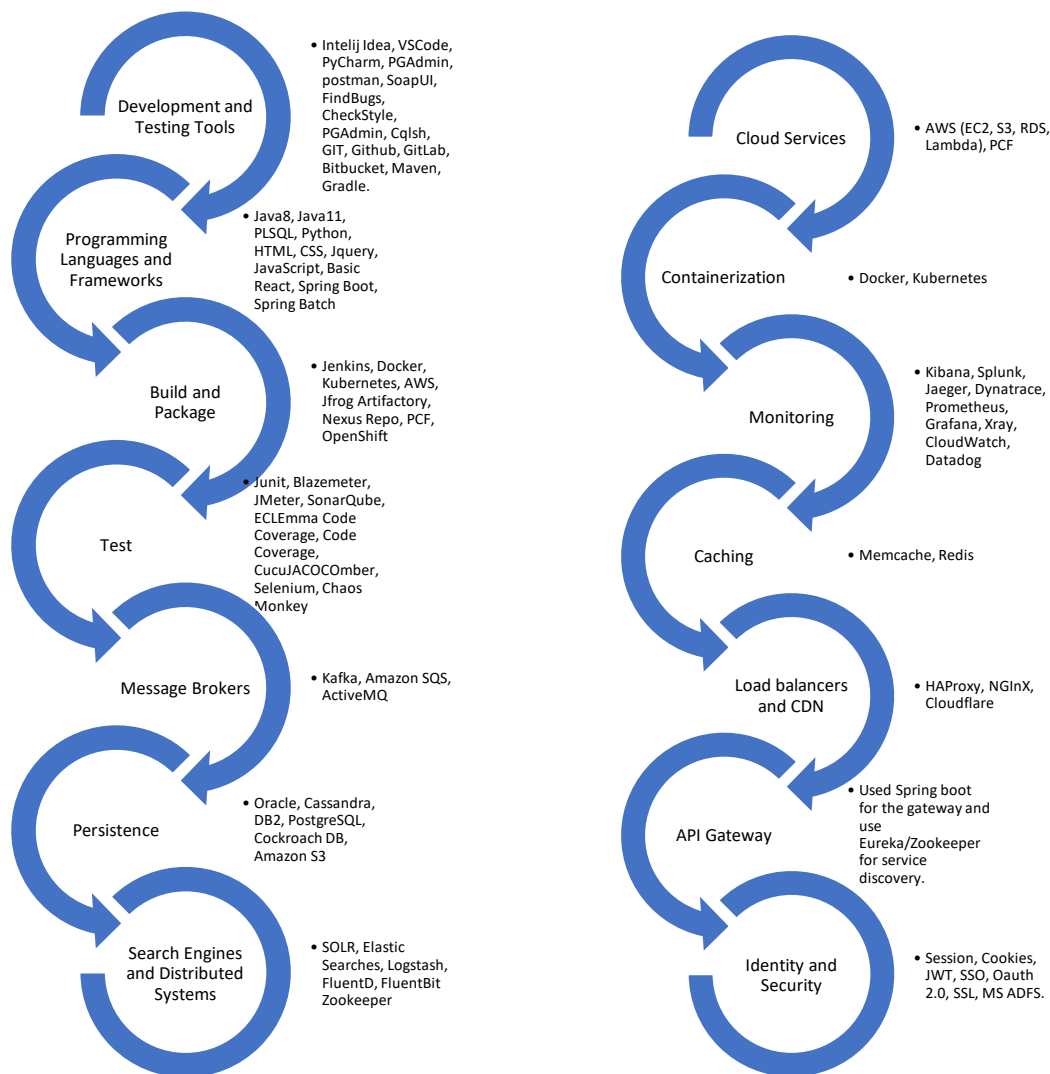 Development and
Testing Tools
• Intelij Idea, VSCode,
PyCharm, PGAdmin,
postman, SoapUI,
FindBugs,
CheckStyle,
PGAdmin, Cqlsh,
GIT, Github, GitLab,
Bitbucket, Maven,
Gradle.
Programming
Languages and
Frameworks
• Java8, Java11,
PLSQL, Python,
HTML, CSS, Jquery,
JavaScript, Basic
React, Spring Boot,
Spring Batch
Build and
Package
• Jenkins, Docker,
Kubernetes, AWS,
Jfrog Artifactory,
Nexus Repo, PCF,
OpenShift
Test
• Junit, Blazemeter,
JMeter, SonarQube,
ECLEmma Code
Coverage, Code
Coverage,
CucuJACOCOmber,
Selenium, Chaos
Monkey
Message Brokers
• Kafka, Amazon SQS,
ActiveMQ
Persistence
• Oracle, Cassandra,
DB2, PostgreSQL,
Cockroach DB,
Amazon S3
Search Engines
and Distributed
Systems
• SOLR, Elastic
Searches, Logstash,
FluentD, FluentBit
Zookeeper
Cloud Services
• AWS (EC2, S3, RDS,
Lambda), PCF
Containerization
• Docker, Kubernetes
Monitoring
• Kibana, Splunk,
Jaeger, Dynatrace,
Prometheus,
Grafana, Xray,
CloudWatch,
Datadog
Caching
• Memcache, Redis
Load balancers
and CDN
• HAProxy, NGInX,
Cloudflare
API Gateway
• Used Spring boot
for the gateway and
use
Eureka/Zookeeper
for service
discovery.
Identity and
Security
• Session, Cookies,
JWT, SSO, Oauth
2.0, SSL, MS ADFS.